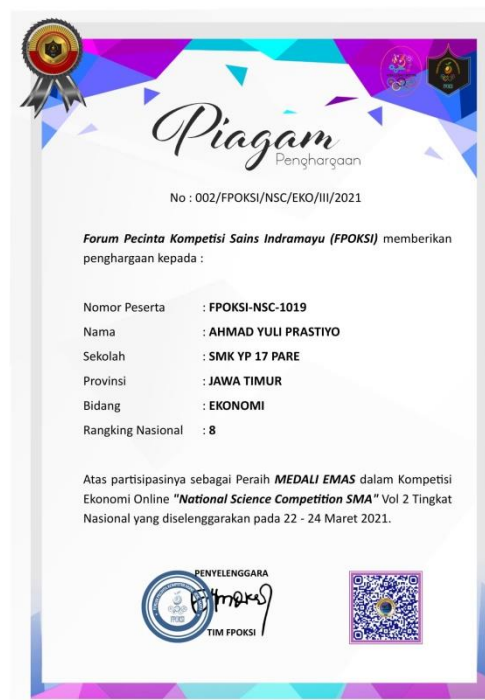 Piagam
Penghargaan
No : 002/FPOKSI/NSC/EKO/III/2021
Forum Pecinta Kompetisi Sains Indramayu (FPOKSI) memberikan
penghargaan kepada :
Nomor Peserta : FPOKSI-NSC-1019
Nama : AHMAD YULI PRASTIYO
Sekolah : SMK YP 17 PARE
Provinsi : JAWA TIMUR
Bidang : EKONOMI
Rangking Nasional : 8
Atas partisipasinya sebagai Peraih MEDALI EMAS dalam Kompetisi
Ekonomi Online "National Science Competition SMA" Vol 2 Tingkat
Nasional yang diselenggarakan pada 22 - 24 Maret 2021.
PENYELENGGARA
TIM FPOKSI